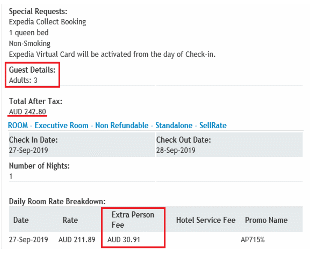 Special Requests:
Expedia Collect Booking
1 queen bed
Non-Smoking
Expedia Virtual Card will be activated from the day of Check-in.
Guest Details:
Adults: 3
Total After Tax:
AUD 242.80
ROOM - Executive Room - Non Refundable - Standalone - SellRate
Check In Date: Check Out Date:
27-Sep-2019 28-Sep-2019
Number of Nights:
1
Daily Room Rate Breakdown:
Date Rate Extra Person Fee Hotel Service Fee Promo Name
27-Sep-2019 AUD 211.89 AUD 30.91 AP715%